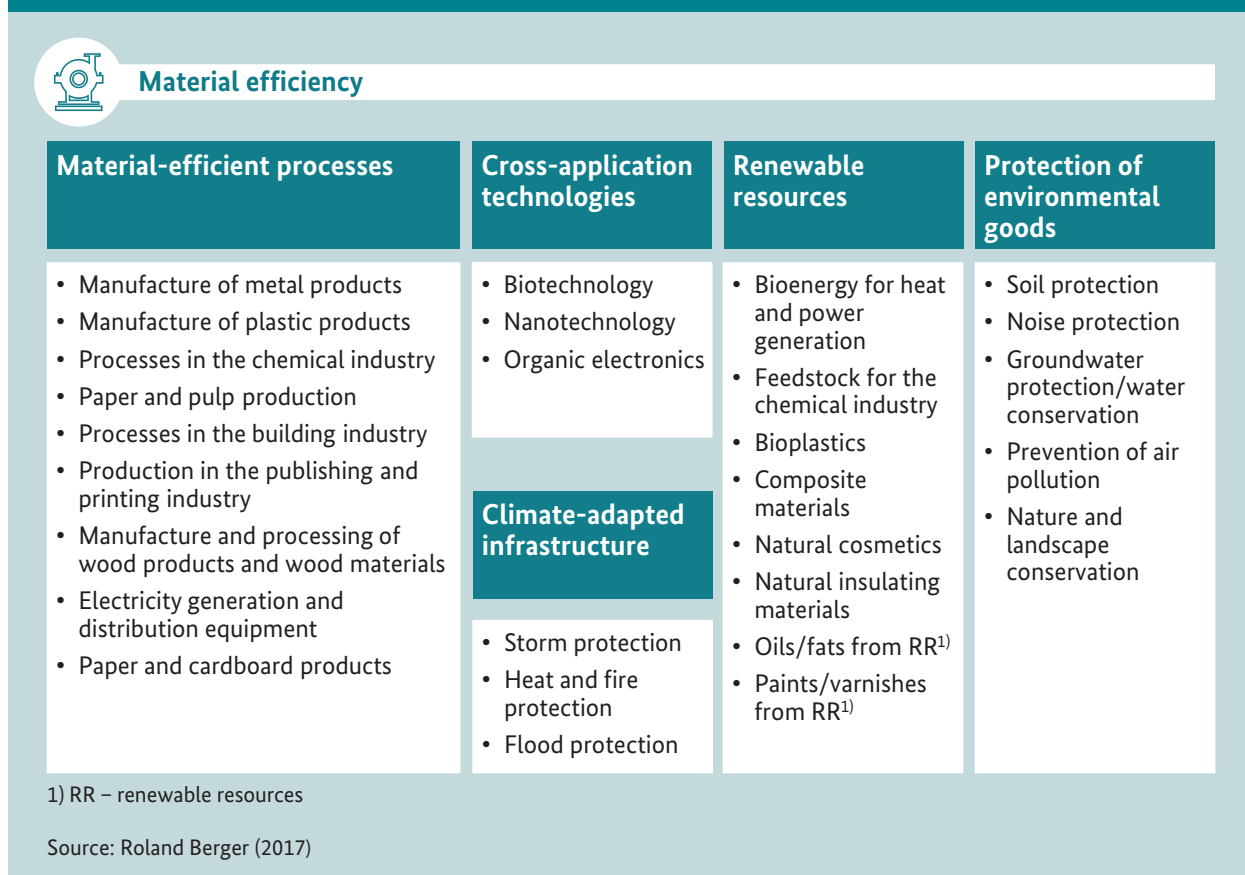 Material efficiency
Material-efficient processes
• Manufacture of metal products
• Manufacture of plastic products
• Processes in the chemical industry
• Paper and pulp production
• Processes in the building industry
• Production in the publishing and
printing industry
• Manufacture and processing of
wood products and wood materials
• Electricity generation and
distribution equipment
• Paper and cardboard products
Cross-application
technologies
• Biotechnology
• Nanotechnology
• Organic electronics
Climate-adapted
infrastructure
• Storm protection
• Heat and fire
protection
• Flood protection
Renewable
resources
• Bioenergy for heat
and power
generation
• Feedstock for the
chemical industry
• Bioplastics
• Composite
materials
• Natural cosmetics
• Natural insulating
materials
• Oils/fats from RR¹⁾
• Paints/varnishes
from RR¹⁾
Protection of
environmental
goods
• Soil protection
• Noise protection
• Groundwater
protection/water
conservation
• Prevention of air
pollution
• Nature and
landscape
conservation
1) RR – renewable resources
Source: Roland Berger (2017)